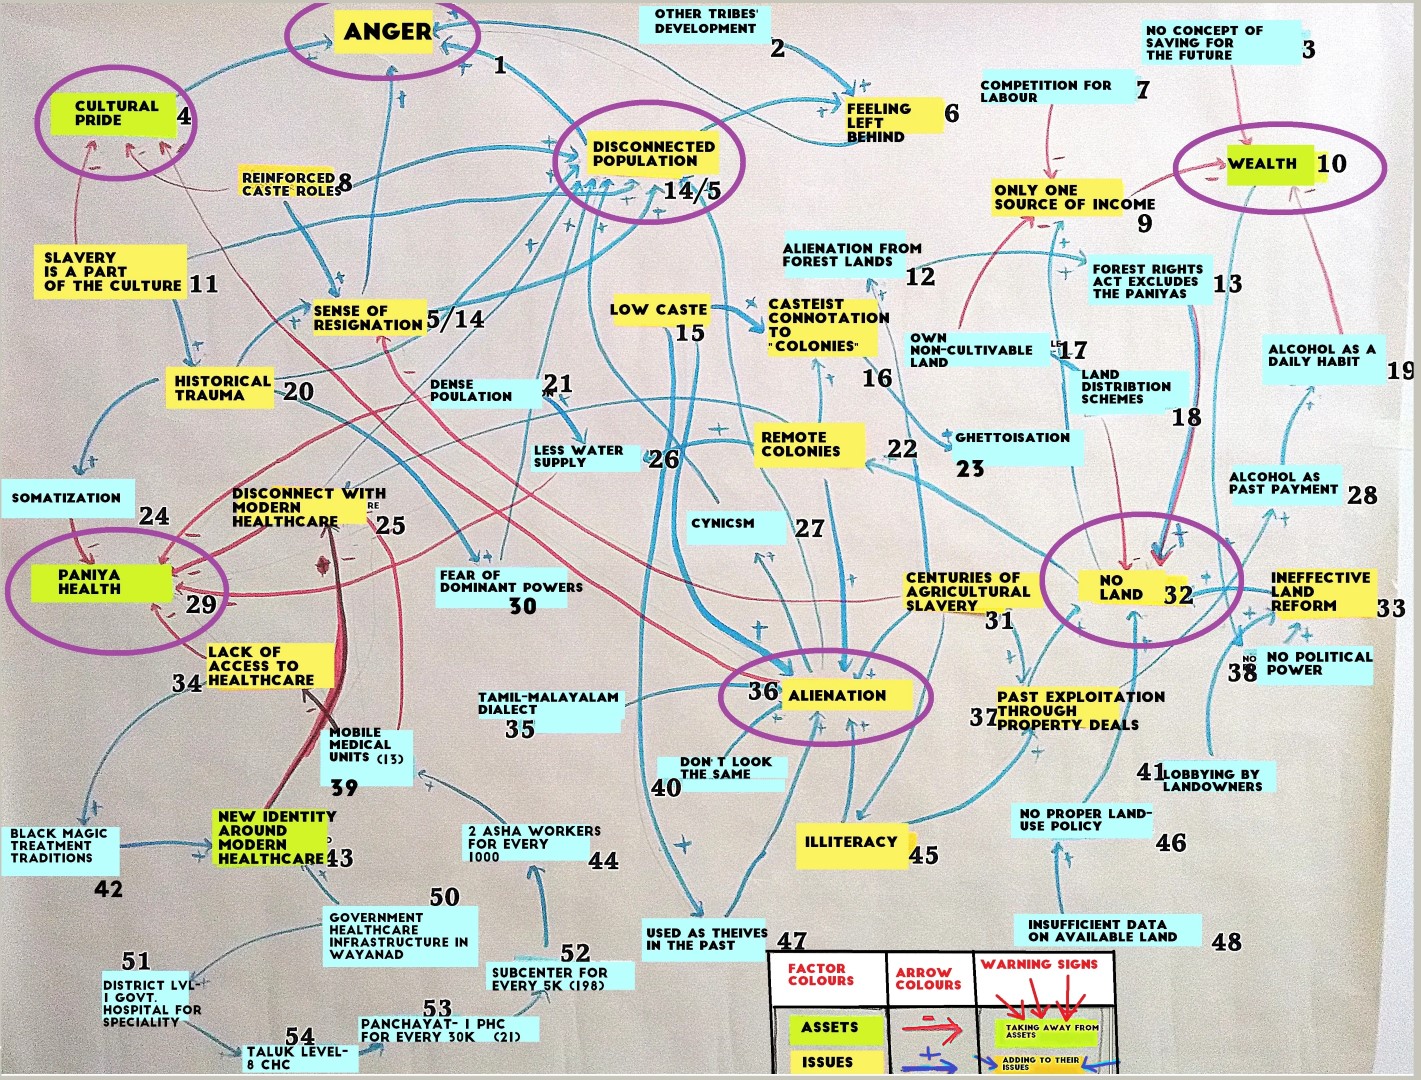 ANGER
1
OTHER TRIBES'
DEVELOPMENT
2
NO CONCEPT OF
SAVING FOR
THE FUTURE
3
CULTURAL
PRIDE
4
COMPETITION FOR
LABOUR
7
FEELING
LEFT
BEHIND
6
DISCONNECTED
POPULATION
14/5
WEALTH
10
REINFORCED
CASTE ROLES
8
ONLY ONE
SOURCE OF INCOME
9
SLAVERY
IS A PART
OF THE CULTURE
11
ALIENATION FROM
FOREST LANDS
12
FOREST RIGHTS
ACT EXCLUDES
THE PANIYAS
13
SENSE OF
RESIGNATION
5/14
LOW CASTE
15
CASTEIST
CONNOTATION
TO
"COLONIES"
16
OWN
NON-CULTIVABLE
LAND
17
LAND
DISTRIBTION
SCHEMES
18
ALCOHOL AS A
DAILY HABIT
19
HISTORICAL
TRAUMA
20
DENSE
POULATION
21
LESS WATER
SUPPLY
26
REMOTE
COLONIES
22
GHETTOISATION
23
SOMATIZATION
24
DISCONNECT WITH
MODERN
HEALTHCARE
RE
25
CYNICSM
27
ALCOHOL AS
PAST PAYMENT
28
PANIYA
HEALTH
29
FEAR OF
DOMINANT POWERS
30
CENTURIES OF
AGRICULTURAL
SLAVERY
31
NO
LAND
32
INEFFECTIVE
LAND
REFORM
33
LACK OF
ACCESS TO
HEALTHCARE
34
NO
38
NO POLITICAL
POWER
TAMIL-MALAYALAM
DIALECT
35
36
ALIENATION
37
PAST EXPLOITATION
THROUGH
PROPERTY DEALS
MOBILE
MEDICAL
UNITS (13)
39
DON'T LOOK
THE SAME
40
41
LOBBYING BY
LANDOWNERS
BLACK MAGIC
TREATMENT
TRADITIONS
42
NEW IDENTITY
AROUND
MODERN
HEALTHCARE
43
2 ASHA WORKERS
FOR EVERY
1000
44
ILLITERACY
45
NO PROPER LAND-
USE POLICY
46
USED AS THEIVES
IN THE PAST
47
INSUFFICIENT DATA
ON AVAILABLE LAND
48
50
GOVERNMENT
HEALTHCARE
INFRASTRUCTURE IN
WAYANAD
51
DISTRICT LVL-
1 GOVT.
HOSPITAL FOR
SPECIALITY
52
SUBCENTER FOR
EVERY 5K (198)
53
PANCHAYAT- 1 PHC
FOR EVERY 30K (21)
54
TALUK LEVEL-
8 CHC
FACTOR
COLOURS
ARROW
COLOURS
WARNING SIGNS
ASSETS
TAKING AWAY FROM
ASSETS
ISSUES
ADDING TO THEIR
ISSUES